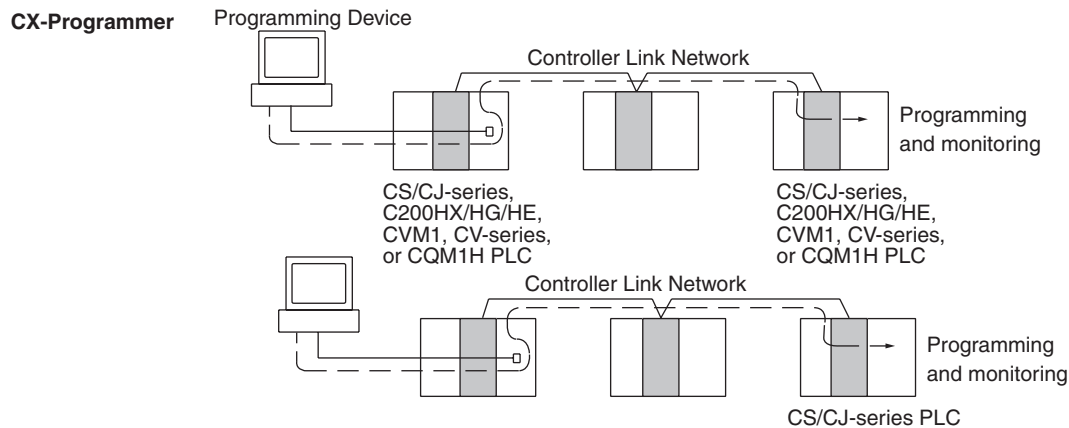 CX-Programmer
Programming Device
Controller Link Network
Programming
and monitoring
CS/CJ-series,
C200HX/HG/HE,
CVM1, CV-series,
or CQM1H PLC
CS/CJ-series,
C200HX/HG/HE,
CVM1, CV-series,
or CQM1H PLC
Controller Link Network
Programming
and monitoring
CS/CJ-series PLC